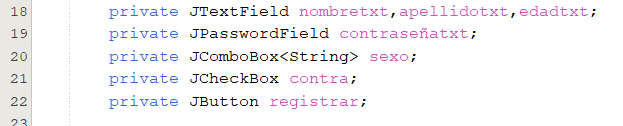 18 private JTextField nombretxt,apellidotxt,edadtxt;
19 private JPasswordField contraseñatxt;
20 private JComboBox<String> sexo;
21 private JCheckBox contra;
22 private JButton registrar;
23